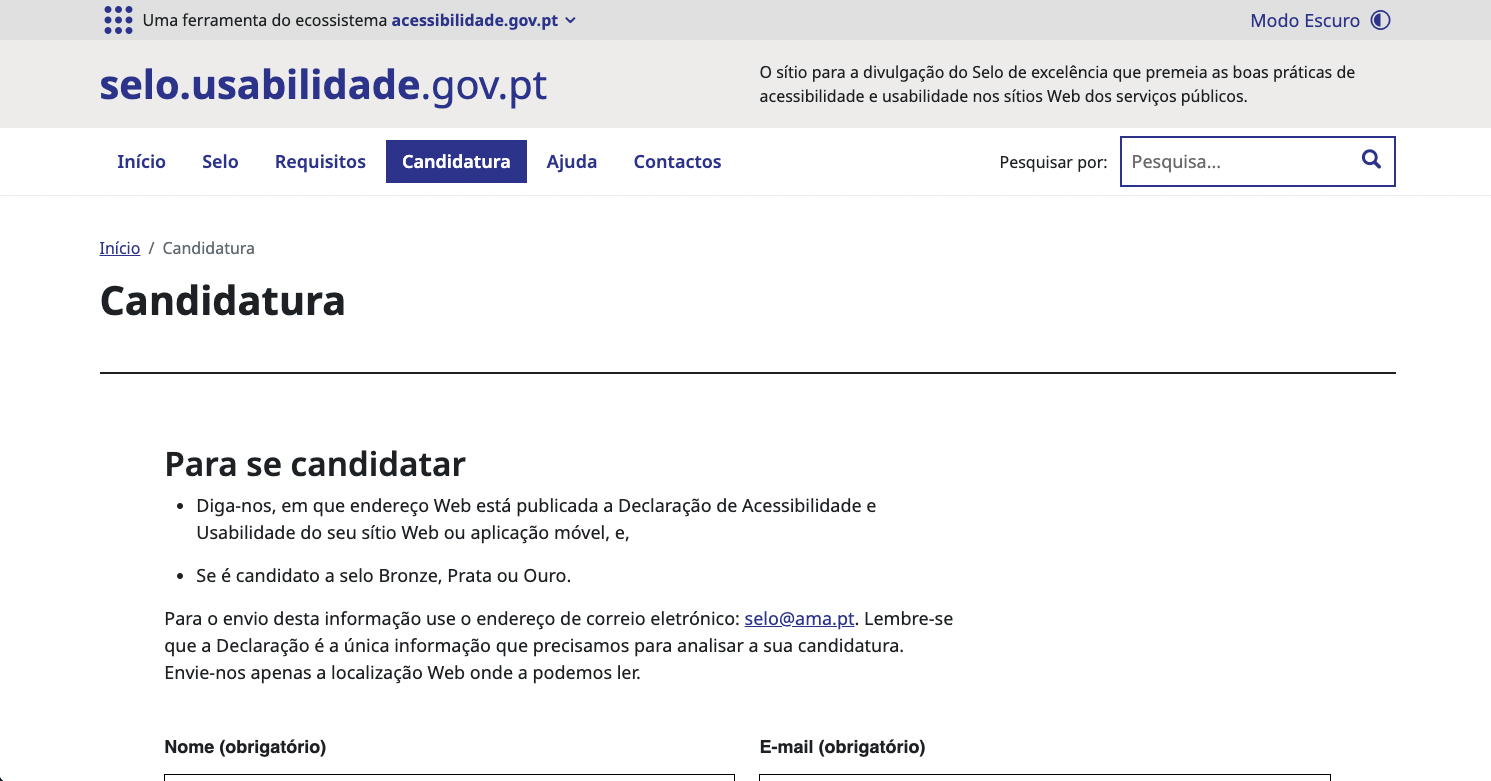 Uma ferramenta do ecossistema acessibilidade.gov.pt
Modo Escuro
selo.usabilidade.gov.pt
O sítio para a divulgação do Selo de excelência que premeia as boas práticas de
acessibilidade e usabilidade nos sítios Web dos serviços públicos.
Início Selo Requisitos Candidatura Ajuda Contactos
Pesquisar por: Pesquisa...
Início / Candidatura
Candidatura
Para se candidatar
• Diga-nos, em que endereço Web está publicada a Declaração de Acessibilidade e
Usabilidade do seu sítio Web ou aplicação móvel, e,
• Se é candidato a selo Bronze, Prata ou Ouro.
Para o envio desta informação use o endereço de correio eletrónico: selo@ama.pt. Lembre-se
que a Declaração é a única informação que precisamos para analisar a sua candidatura.
Envie-nos apenas a localização Web onde a podemos ler.
Nome (obrigatório)
E-mail (obrigatório)